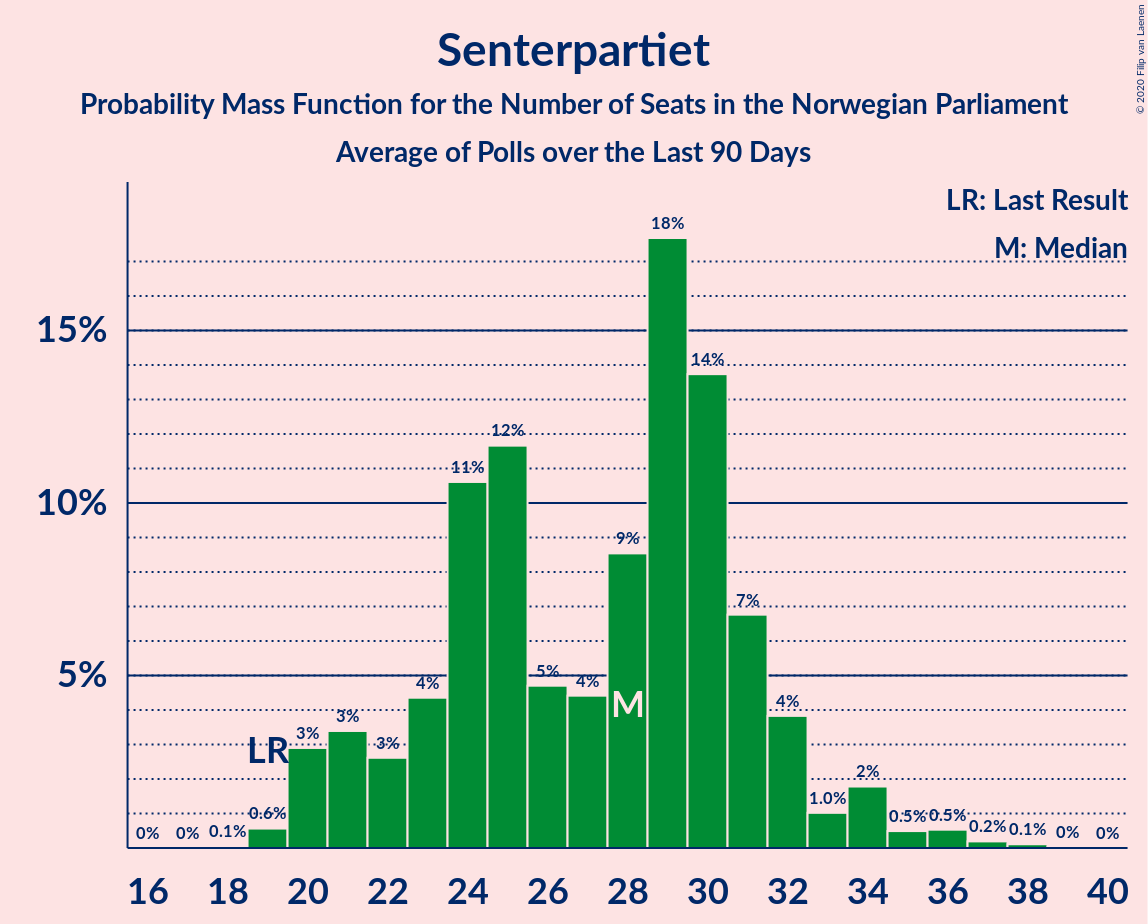 Senterpartiet
Probability Mass Function for the Number of Seats in the Norwegian Parliament
Average of Polls over the Last 90 Days
© 2020 Filip van Laenen
LR: Last Result
M: Median
15%
10%
5%
0% 0% 0.1% 0.6% 3% 3% 3% 4% 11% 12% 5% 4% 9% 18% 14% 7% 4% 1.0% 2% 0.5% 0.5% 0.2% 0.1% 0% 0%
LR
M
16 18 20 22 24 26 28 30 32 34 36 38 40